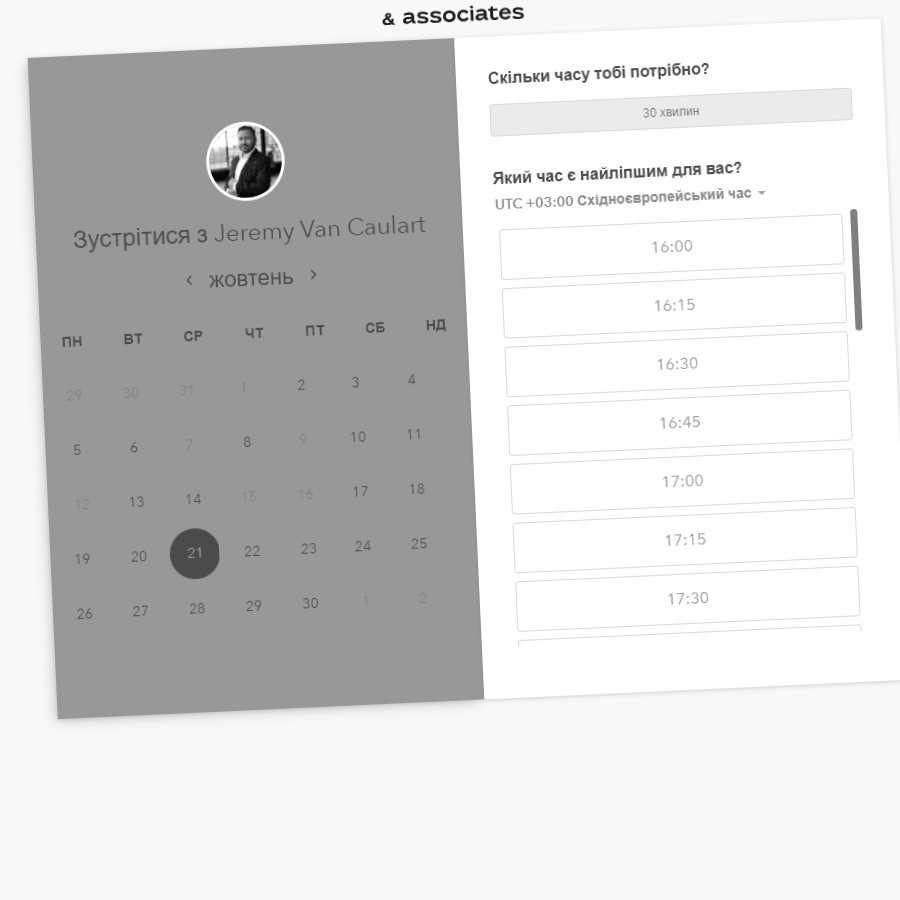 & associates
Зустрітися з Jeremy Van Caulart
‹ жовтень ›
ПН ВТ СР ЧТ ПТ СБ НД
29 30 31 1 2 3 4
5 6 7 8 9 10 11
12 13 14 15 16 17 18
19 20 21 22 23 24 25
26 27 28 29 30 1 2
Скільки часу тобі потрібно?
30 хвилин
Який час є найліпшим для вас?
UTC +03:00 Східноєвропейський час
16:00
16:15
16:30
16:45
17:00
17:15
17:30